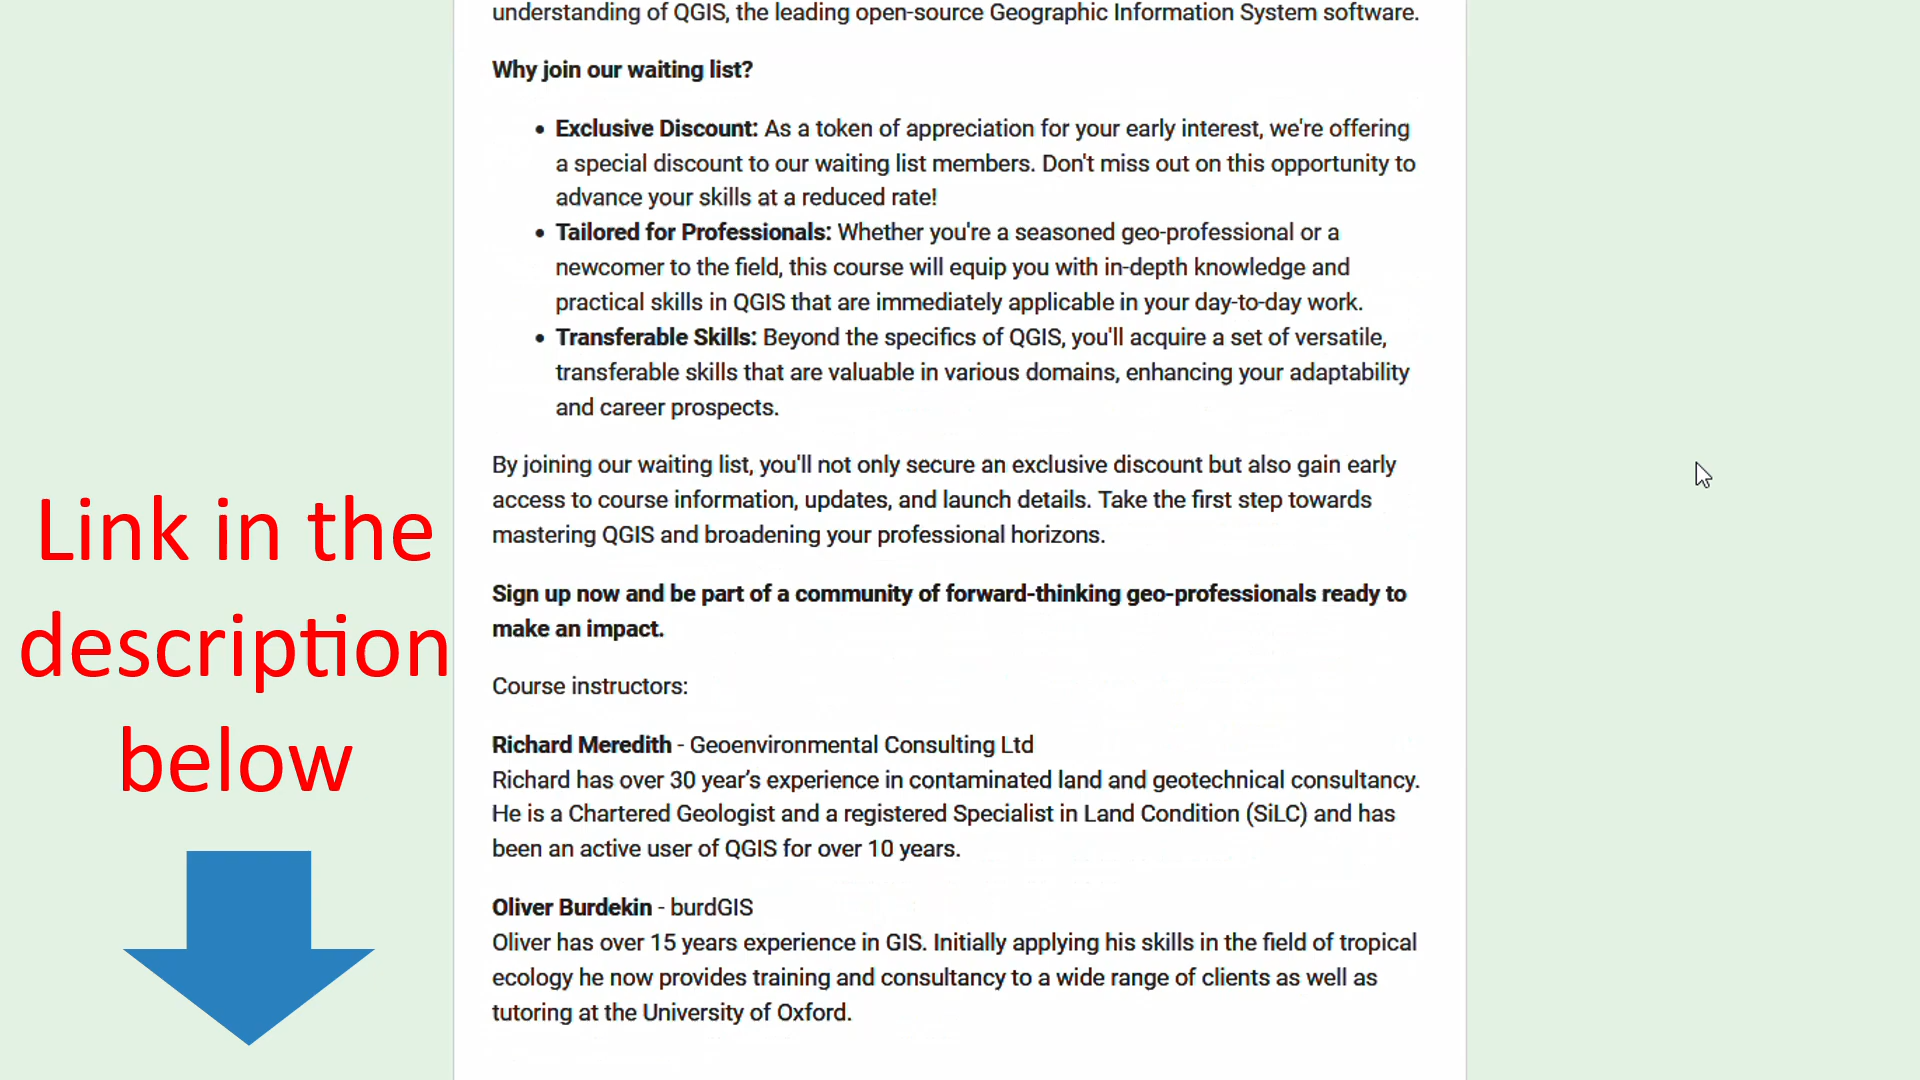 understanding of QGIS, the leading open-source Geographic Information System software.
Why join our waiting list?
• Exclusive Discount: As a token of appreciation for your early interest, we're offering
a special discount to our waiting list members. Don't miss out on this opportunity to
advance your skills at a reduced rate!
• Tailored for Professionals: Whether you're a seasoned geo-professional or a
newcomer to the field, this course will equip you with in-depth knowledge and
practical skills in QGIS that are immediately applicable in your day-to-day work.
• Transferable Skills: Beyond the specifics of QGIS, you'll acquire a set of versatile,
transferable skills that are valuable in various domains, enhancing your adaptability
and career prospects.
By joining our waiting list, you'll not only secure an exclusive discount but also gain early
access to course information, updates, and launch details. Take the first step towards
mastering QGIS and broadening your professional horizons.
Sign up now and be part of a community of forward-thinking geo-professionals ready to
make an impact.
Course instructors:
Richard Meredith - Geoenvironmental Consulting Ltd
Richard has over 30 year’s experience in contaminated land and geotechnical consultancy.
He is a Chartered Geologist and a registered Specialist in Land Condition (SiLC) and has
been an active user of QGIS for over 10 years.
Oliver Burdekin - burdGIS
Oliver has over 15 years experience in GIS. Initially applying his skills in the field of tropical
ecology he now provides training and consultancy to a wide range of clients as well as
tutoring at the University of Oxford.
Link in the
description
below